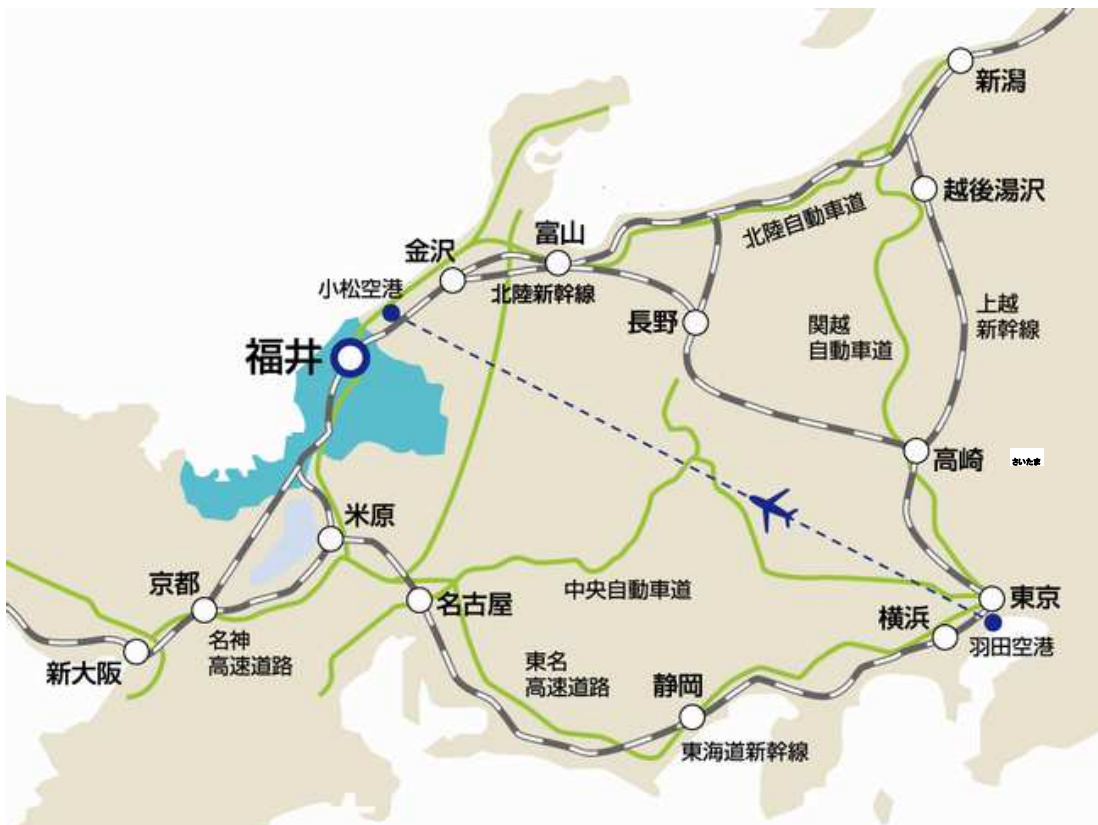 新潟
越後湯沢
北陸自動車道
富山
金沢
小松空港
北陸新幹線
上越
新幹線
長野
関越
自動車道
福井
高崎
さいたま
米原
京都
中央自動車道
名古屋
東京
横浜
羽田空港
名神
高速道路
新大阪
東名
高速道路
静岡
東海道新幹線